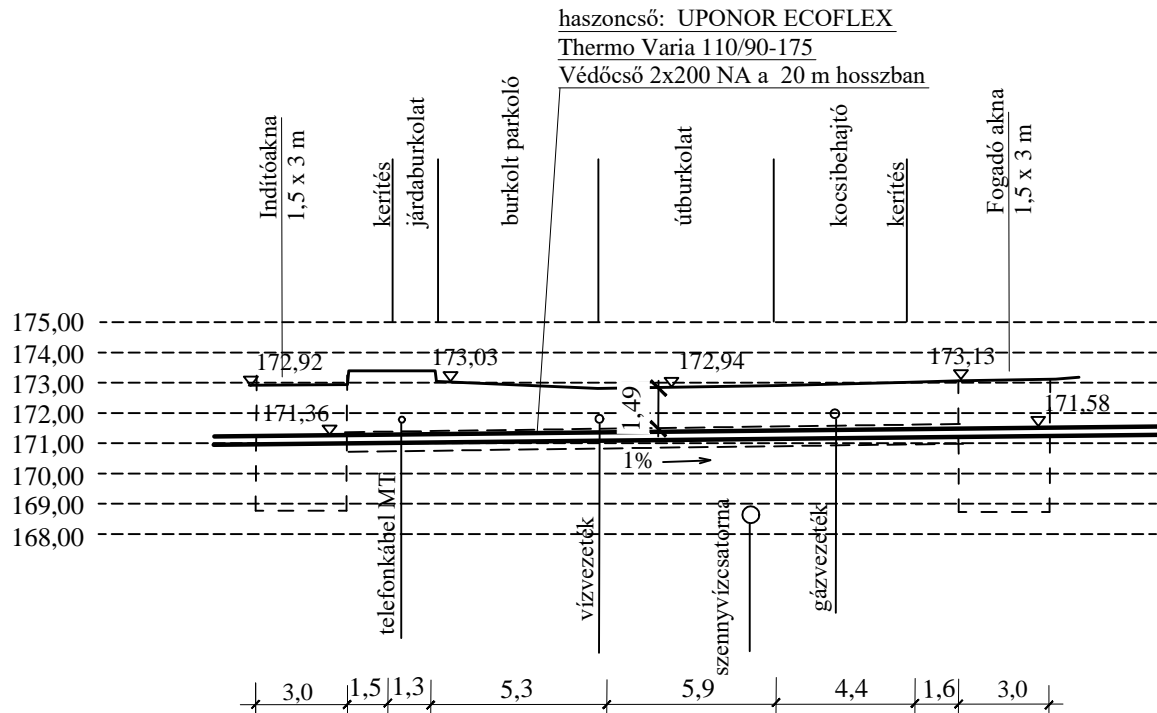 haszoncső: UPONOR ECOFLEX
Thermo Varia 110/90-175
Védőcső 2x200 NA a 20 m hosszban
Indítóakna
1,5 x 3 m
kerítés
járdaburkolat
burkolt parkoló
útburkolat
kocsibehajtó
kerítés
Fogadó akna
1,5 x 3 m
175,00
174,00
173,00
172,00
171,00
170,00
169,00
168,00
172,92
173,03
172,94
173,13
171,36
1,49
171,58
1%
telefonkábel MT
vízvezeték
szennyvízcsatorna
gázvezeték
3,0
1,5
1,3
5,3
5,9
4,4
1,6
3,0